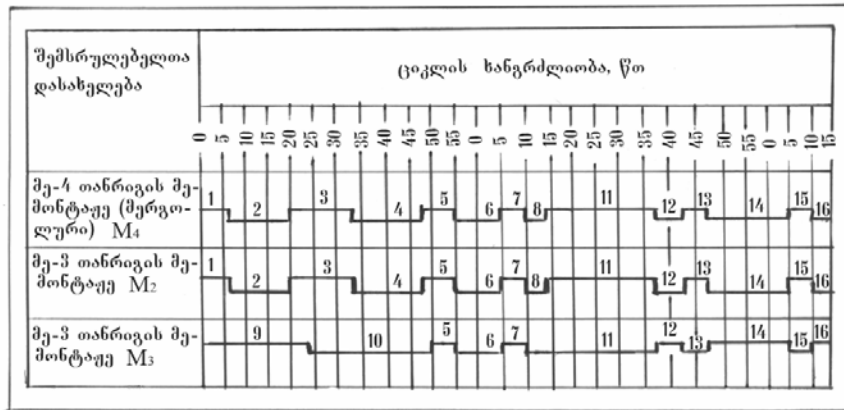 შემსრულებელთა
დასახელება
ციკლის ხანგრძლიობა, წთ
0 5 10 15 20 25 30 35 40 45 50 55 0 5 10 15 20 25 30 35 40 45 50 55 0 5 10 15
მე-4 თანრიგის მე-
მონტაჟე (მერგო-
ლური) M4
1 2 3 4 5 6 7 8 11 12 13 14 15 16
მე-3 თანრიგის მე-
მონტაჟე M2
1 2 3 4 5 6 7 8 11 12 13 14 15 16
მე-3 თანრიგის მე-
მონტაჟე M3
9 10 5 6 7 11 12 13 14 15 16